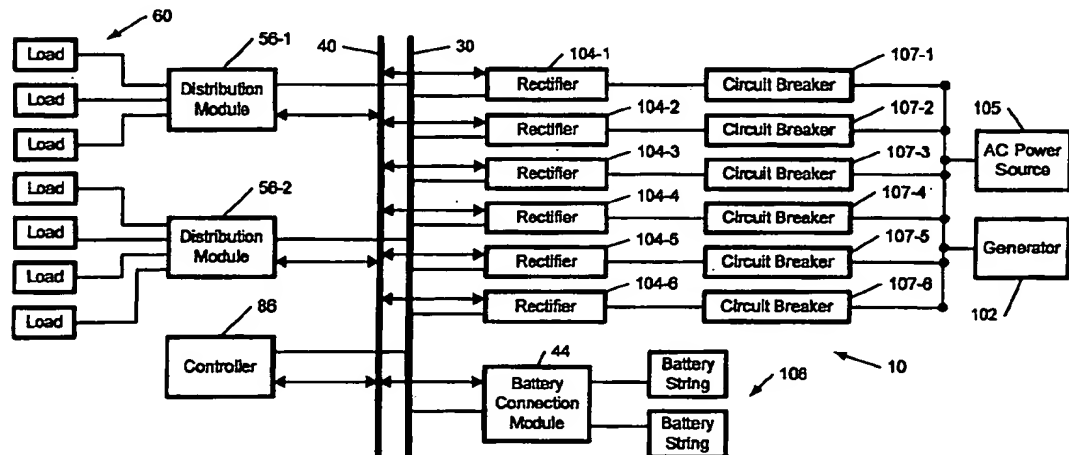 60
Load
Load
Load
Load
Load
Load
Load
56-1
Distribution
Module
56-2
Distribution
Module
86
Controller
40
30
104-1
Rectifier
104-2
Rectifier
104-3
Rectifier
104-4
Rectifier
104-5
Rectifier
104-6
Rectifier
107-1
Circuit Breaker
107-2
Circuit Breaker
107-3
Circuit Breaker
107-4
Circuit Breaker
107-5
Circuit Breaker
107-6
Circuit Breaker
105
AC Power
Source
Generator
102
10
44
Battery
Connection
Module
Battery
String
Battery
String
106